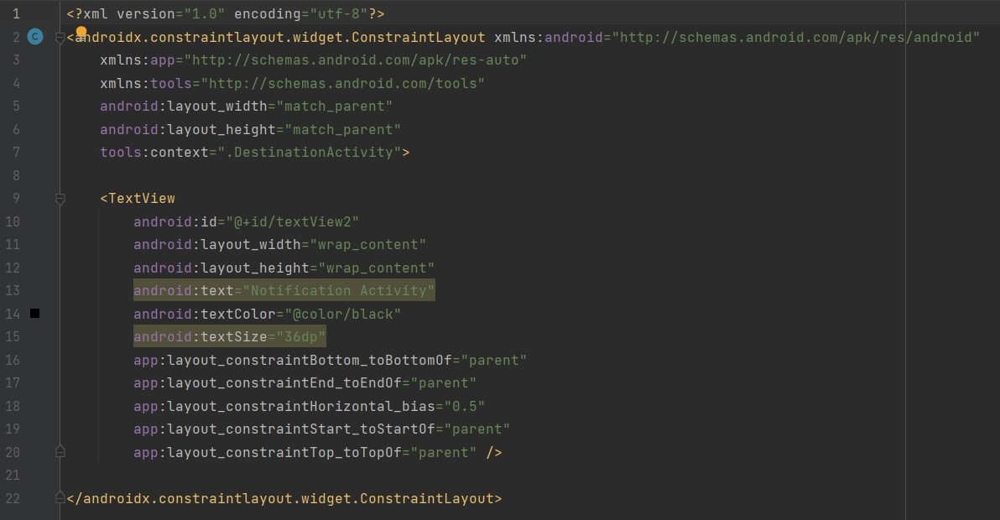 1 <?xml version="1.0" encoding="utf-8"?>
2 <androidx.constraintlayout.widget.ConstraintLayout xmlns:android="http://schemas.android.com/apk/res/android"
3     xmlns:app="http://schemas.android.com/apk/res-auto"
4     xmlns:tools="http://schemas.android.com/tools"
5     android:layout_width="match_parent"
6     android:layout_height="match_parent"
7     tools:context=".DestinationActivity">
8
9     <TextView
10         android:id="@+id/textView2"
11         android:layout_width="wrap_content"
12         android:layout_height="wrap_content"
13         android:text="Notification Activity"
14         android:textColor="@color/black"
15         android:textSize="36dp"
16         app:layout_constraintBottom_toBottomOf="parent"
17         app:layout_constraintEnd_toEndOf="parent"
18         app:layout_constraintHorizontal_bias="0.5"
19         app:layout_constraintStart_toStartOf="parent"
20         app:layout_constraintTop_toTopOf="parent" />
21
22 </androidx.constraintlayout.widget.ConstraintLayout>